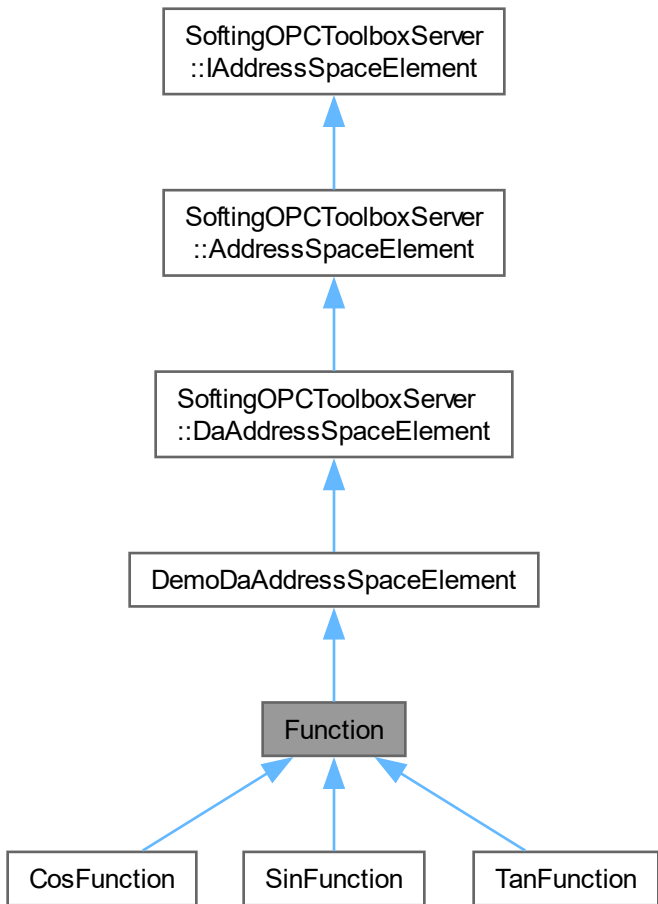 SoftingOPCToolboxServer
::IAddressSpaceElement
SoftingOPCToolboxServer
::AddressSpaceElement
SoftingOPCToolboxServer
::DaAddressSpaceElement
DemoDaAddressSpaceElement
Function
CosFunction
SinFunction
TanFunction